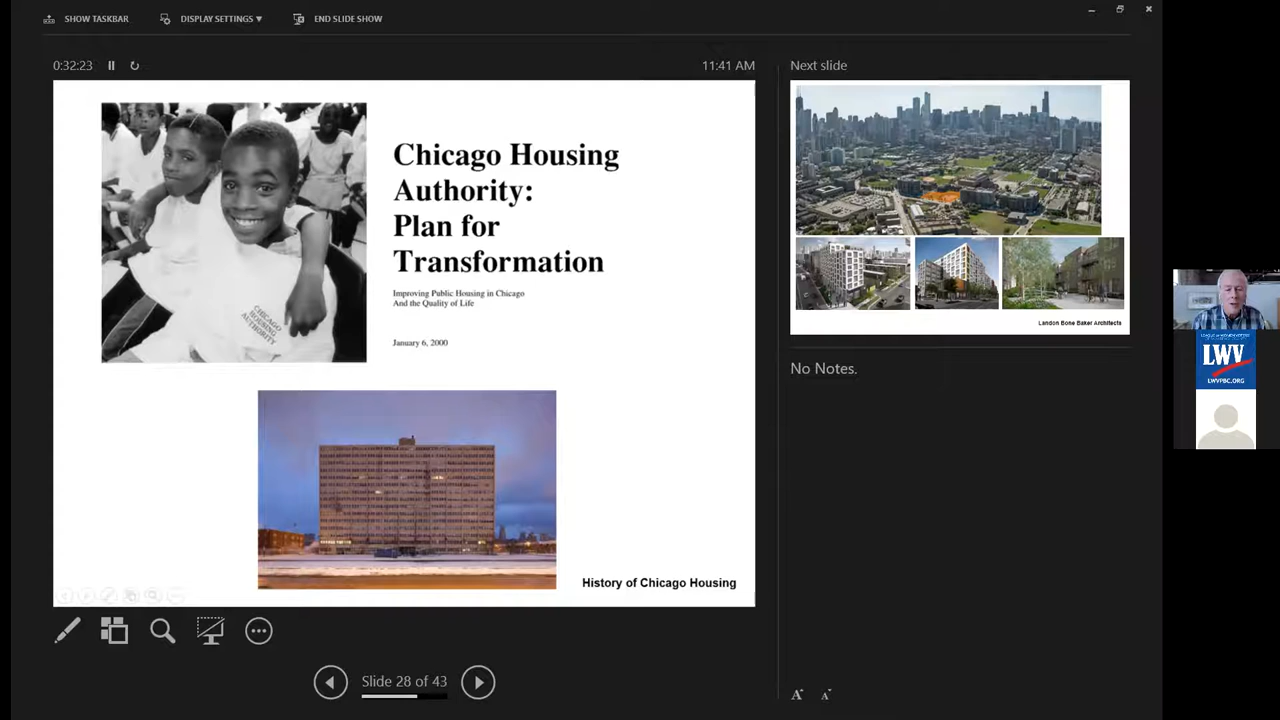 SHOW TASKBAR
DISPLAY SETTINGS ▼
END SLIDE SHOW
0:32:23
11:41 AM
Next slide
Chicago Housing
Authority:
Plan for
Transformation
Improving Public Housing in Chicago
And the Quality of Life
January 6, 2000
CHICAGO
HOUSING
AUTHORITY
History of Chicago Housing
Landon Bone Baker Architects
No Notes.
LWV
LWVPBC.ORG
Slide 28 of 43
A
A